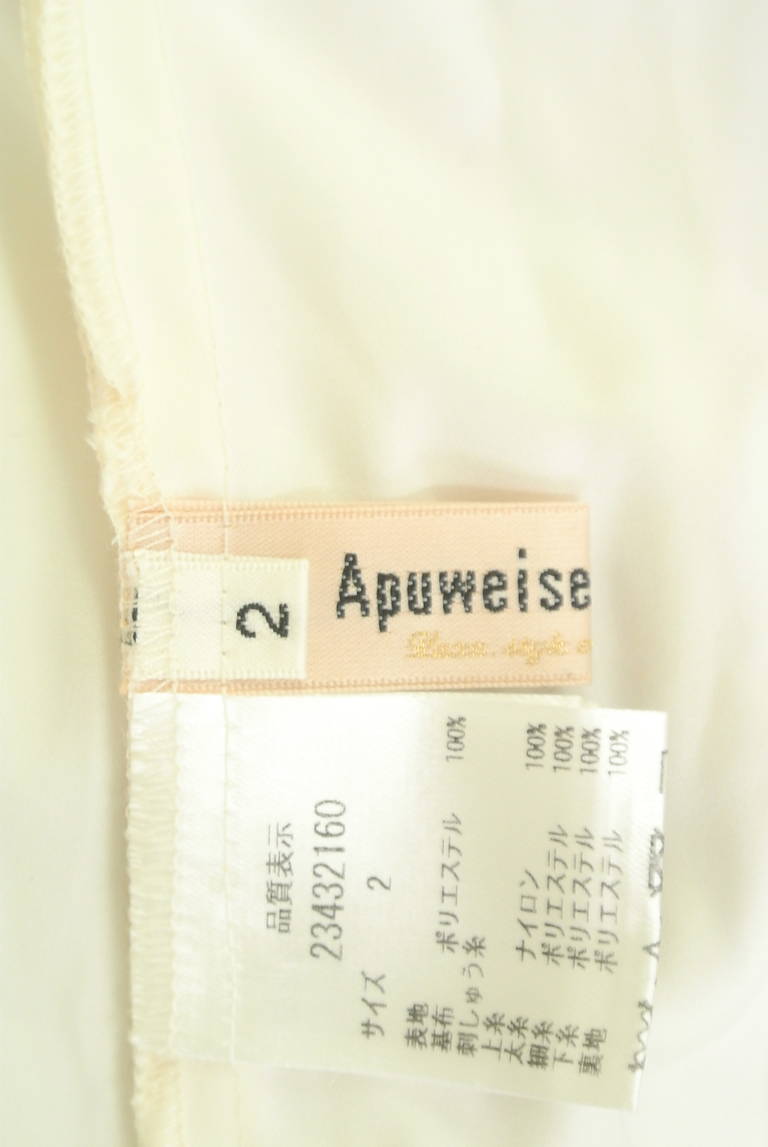 Apuweise
2
品質表示
23432160
サイズ 2
表地
基布 ポリエステル 100%
刺しゅう糸
上糸
太糸 ナイロン 100%
細糸 ポリエステル 100%
下糸 ポリエステル 100%
裏地 ポリエステル 100%